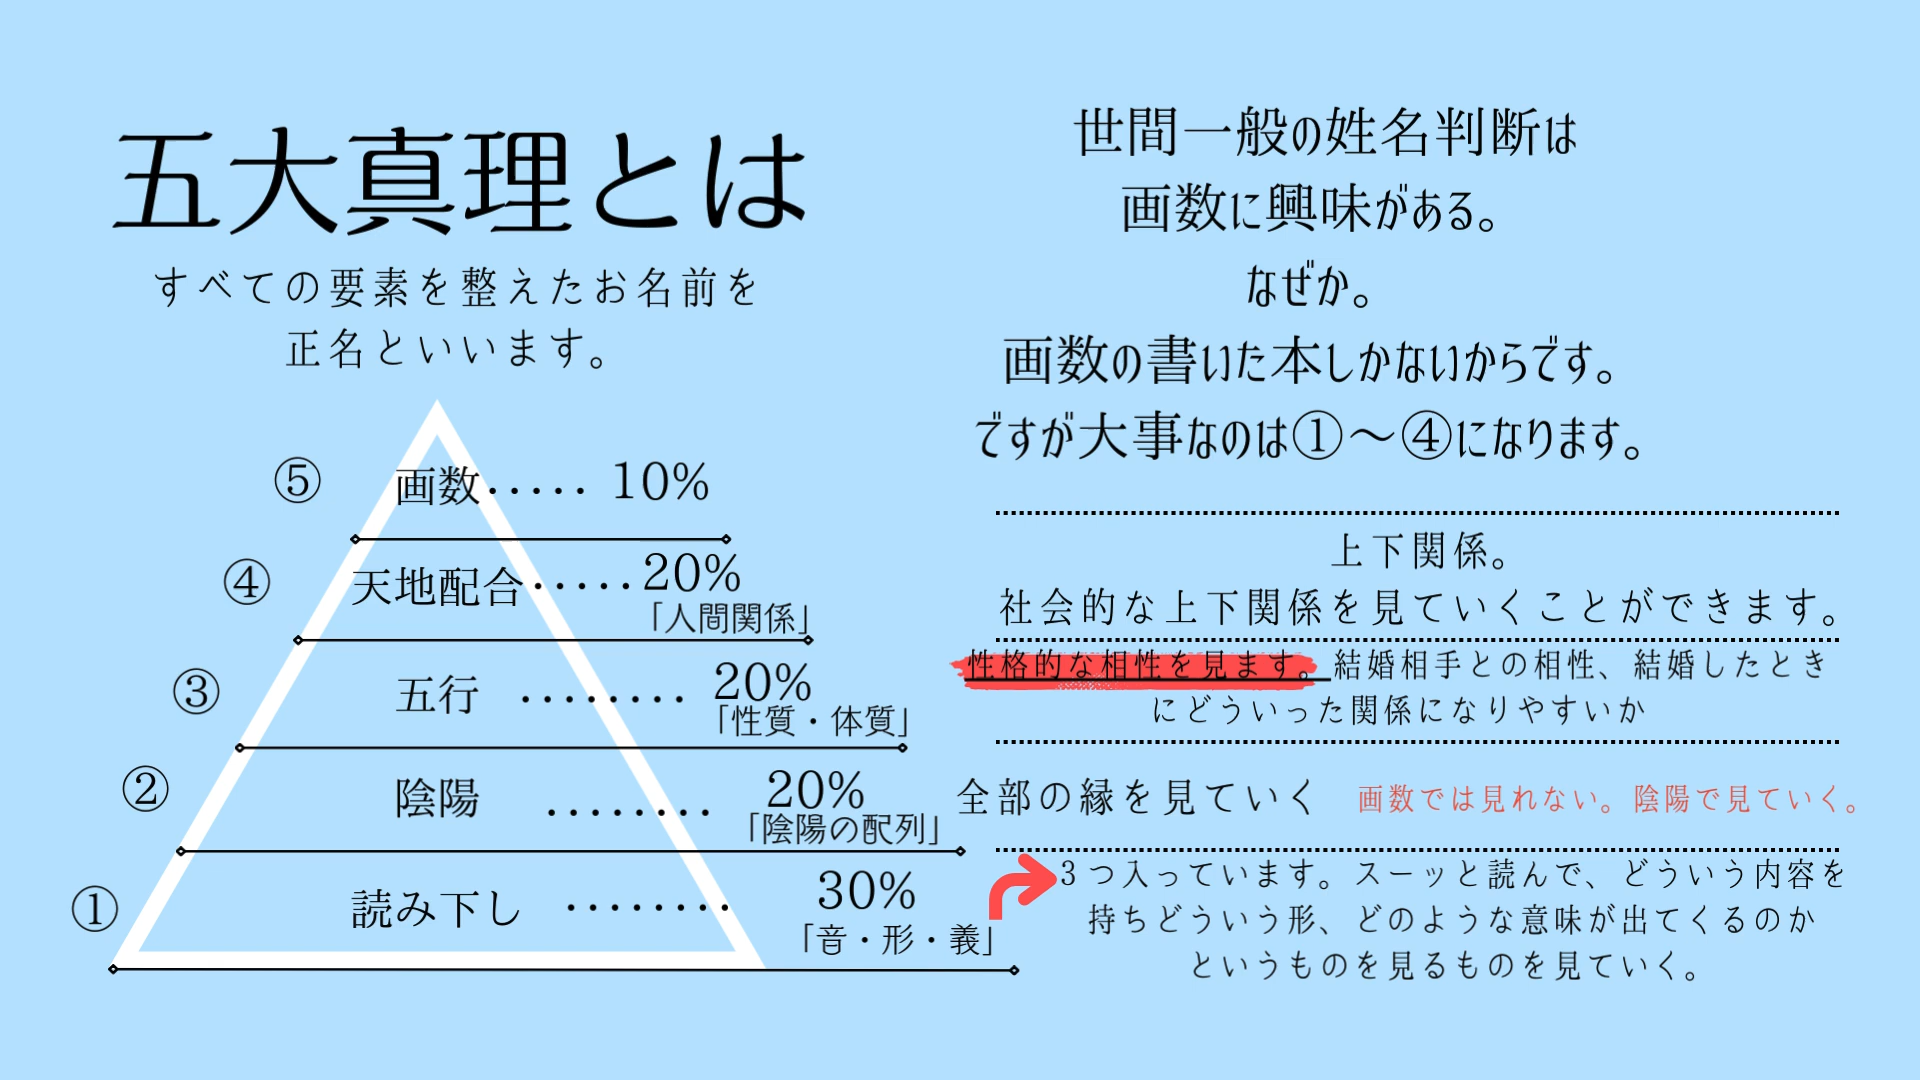 五大真理とは
すべての要素を整えたお名前を
正名といいます。
⑤ 画数‥‥‥ 10%
④ 天地配合‥‥‥20%
「人間関係」
③ 五行 ‥‥‥‥ 20%
「性質・体質」
② 陰陽 ‥‥‥‥ 20%
「陰陽の配列」
① 読み下し ‥‥‥‥ 30%
「音・形・義」
世間一般の姓名判断は
画数に興味がある。
なぜか。
画数の書いた本しかないからです。
ですが大事なのは①〜④になります。
上下関係。
社会的な上下関係を見ていくことができます。
性格的な相性を見ます。結婚相手との相性、結婚したとき
にどういった関係になりやすいか
全部の縁を見ていく 画数では見れない。陰陽で見ていく。
3つ入っています。スーッと読んで、どういう内容を
持ちどういう形、どのような意味が出てくるのか
というものを見るものを見ていく。